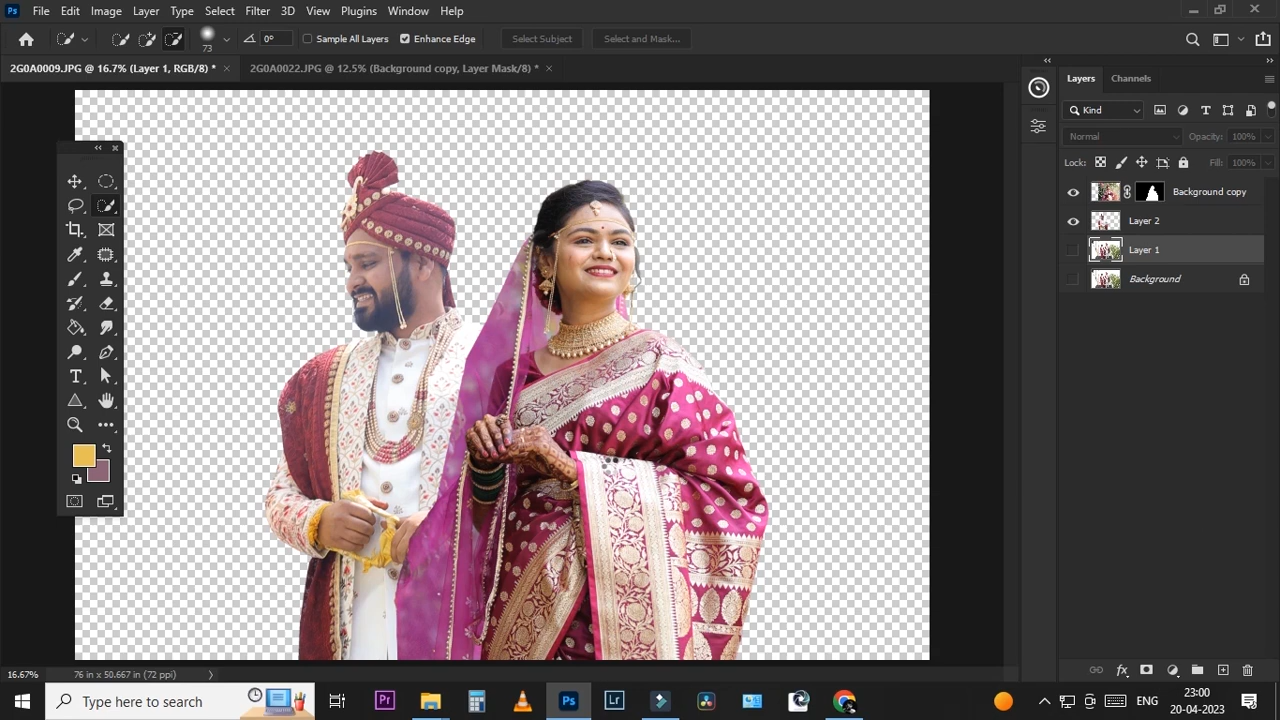 Ps File Edit Image Layer Type Select Filter 3D View Plugins Window Help
73 0° Sample All Layers Enhance Edge Select Subject Select and Mask...
2G0A0009.JPG @ 16.7% (Layer 1, RGB/8) * × 2G0A0022.JPG @ 12.5% (Background copy, Layer Mask/8) * ×
Layers Channels
Kind
Normal Opacity: 100%
Lock: Fill: 100%
Background copy
Layer 2
Layer 1
Background
16.67% 76 in x 50.667 in (72 ppi)
Type here to search Pr Ps Lr ENG 23:00
20-04-2023